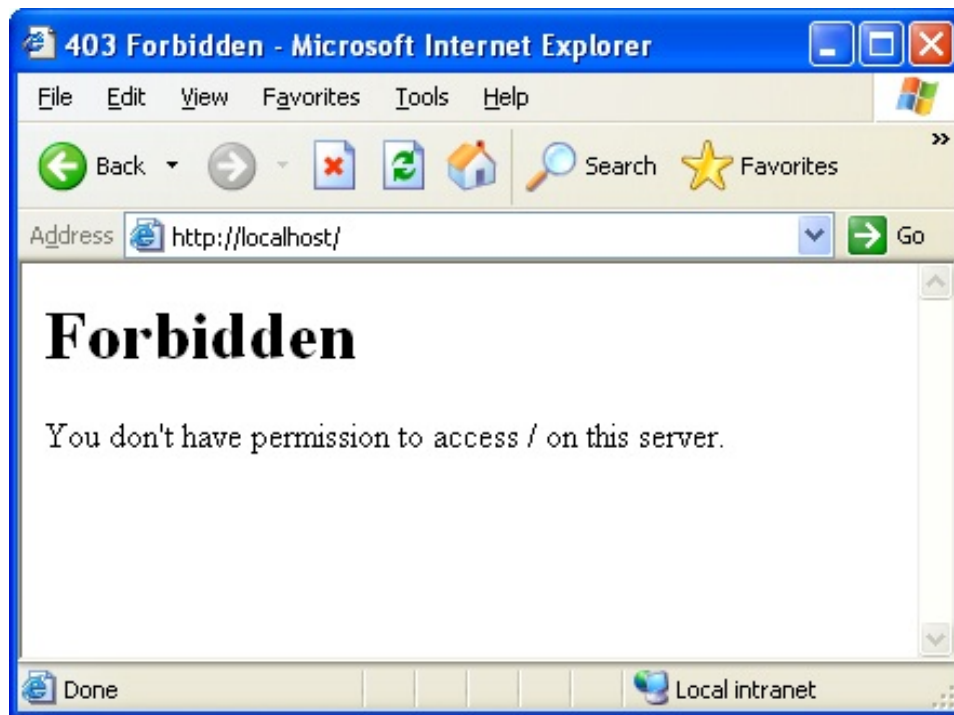 403 Forbidden - Microsoft Internet Explorer
File Edit View Favorites Tools Help
Back Search Favorites »
Address http://localhost/ Go
Forbidden
You don't have permission to access / on this server.
Done Local intranet